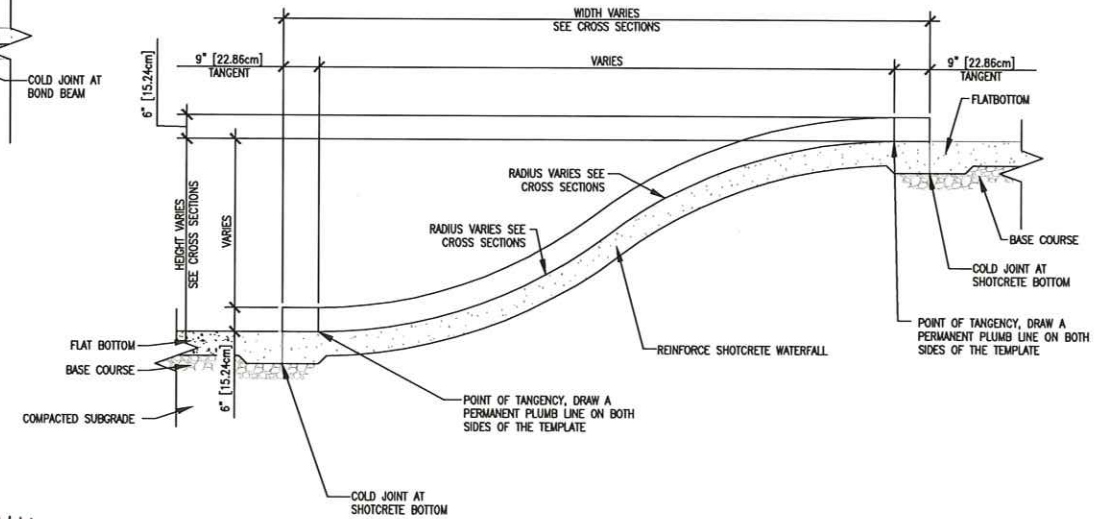 WIDTH VARIES
SEE CROSS SECTIONS
9" [22.86cm]
TANGENT
VARIES
9" [22.86cm]
TANGENT
COLD JOINT AT
BOND BEAM
6" [15.24cm]
FLATBOTTOM
RADIUS VARIES SEE
CROSS SECTIONS
HEIGHT VARIES
SEE CROSS SECTIONS
VARIES
RADIUS VARIES SEE
CROSS SECTIONS
BASE COURSE
COLD JOINT AT
SHOTCRETE BOTTOM
FLAT BOTTOM
BASE COURSE
6" [15.24cm]
REINFORCE SHOTCRETE WATERFALL
POINT OF TANGENCY, DRAW A
PERMANENT PLUMB LINE ON BOTH
SIDES OF THE TEMPLATE
COMPACTED SUBGRADE
POINT OF TANGENCY, DRAW A
PERMANENT PLUMB LINE ON BOTH
SIDES OF THE TEMPLATE
COLD JOINT AT
SHOTCRETE BOTTOM